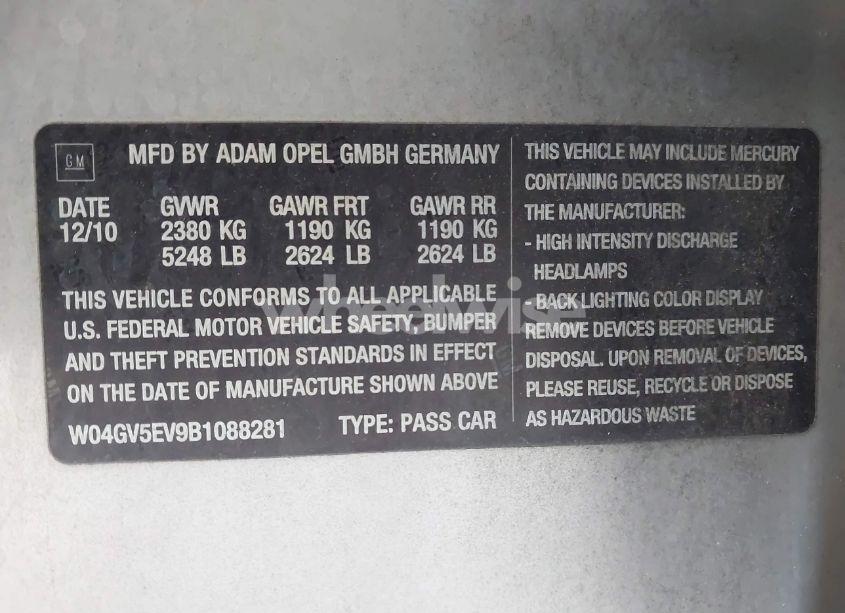 GM MFD BY ADAM OPEL GMBH GERMANY
DATE GVWR GAWR FRT GAWR RR
12/10 2380 KG 1190 KG 1190 KG
5248 LB 2624 LB 2624 LB
THIS VEHICLE CONFORMS TO ALL APPLICABLE
U.S. FEDERAL MOTOR VEHICLE SAFETY, BUMPER
AND THEFT PREVENTION STANDARDS IN EFFECT
ON THE DATE OF MANUFACTURE SHOWN ABOVE
W04GV5EV9B1088281 TYPE: PASS CAR
THIS VEHICLE MAY INCLUDE MERCURY
CONTAINING DEVICES INSTALLED BY
THE MANUFACTURER:
- HIGH INTENSITY DISCHARGE
HEADLAMPS
- BACK LIGHTING COLOR DISPLAY
REMOVE DEVICES BEFORE VEHICLE
DISPOSAL. UPON REMOVAL OF DEVICES,
PLEASE REUSE, RECYCLE OR DISPOSE
AS HAZARDOUS WASTE
wheelwise